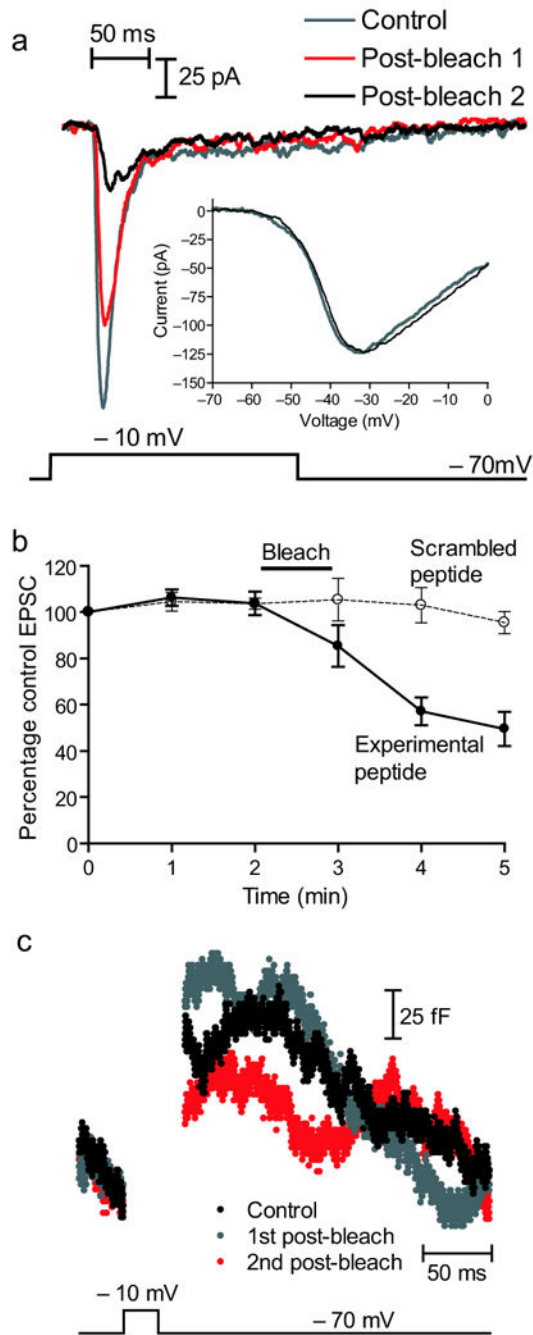 a
50 ms
25 pA
Control
Post-bleach 1
Post-bleach 2
Current (pA)
0
–25
–50
–75
–100
–125
–150
–70 –60 –50 –40 –30 –20 –10 0
Voltage (mV)
– 10 mV
– 70mV
b
Percentage control EPSC
120
100
80
60
40
20
0
Bleach
Scrambled
peptide
Experimental
peptide
0 1 2 3 4 5
Time (min)
c
25 fF
Control
1st post-bleach
2nd post-bleach
50 ms
– 10 mV
– 70 mV